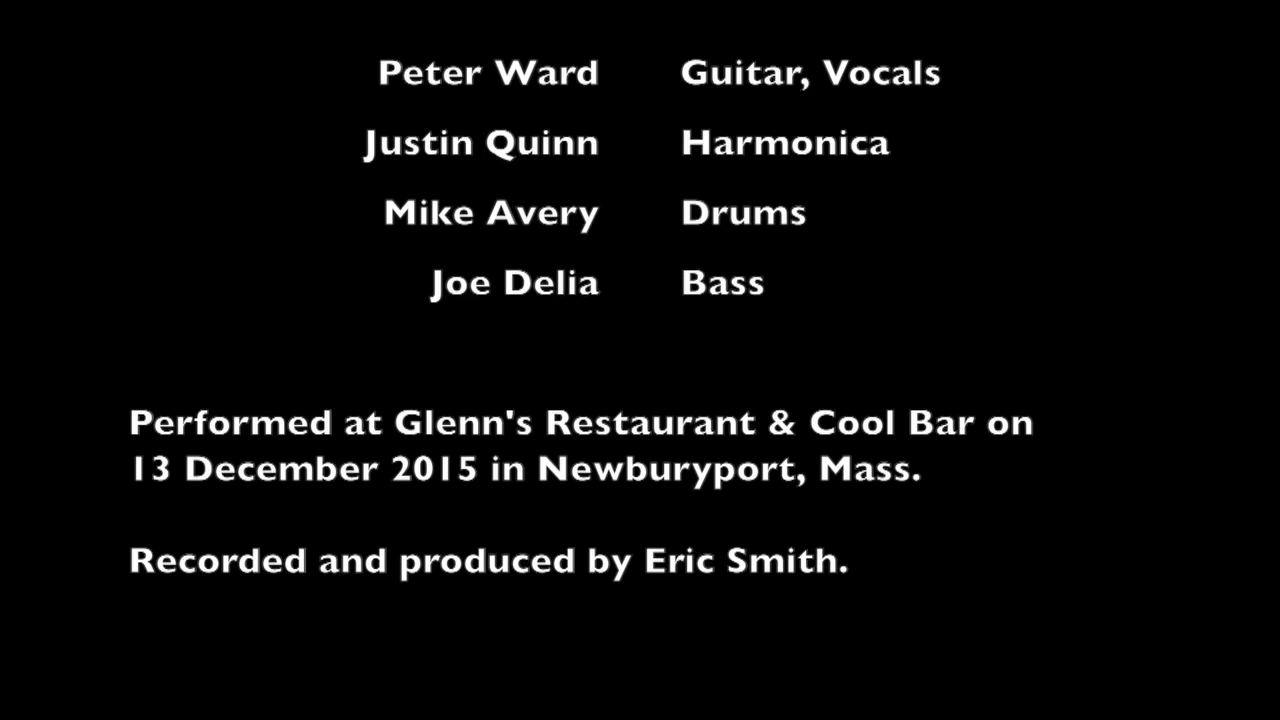 Peter Ward Guitar, Vocals
Justin Quinn Harmonica
Mike Avery Drums
Joe Delia Bass
Performed at Glenn's Restaurant & Cool Bar on
13 December 2015 in Newburyport, Mass.
Recorded and produced by Eric Smith.